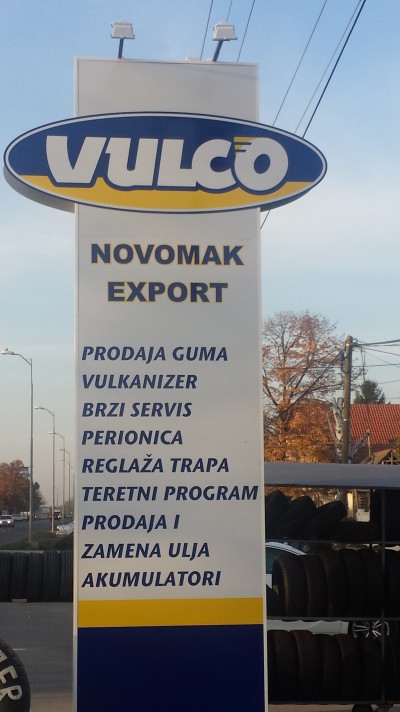 VULCO
NOVOMAK
EXPORT
PRODAJA GUMA
VULKANIZER
BRZI SERVIS
PERIONICA
REGLAŽA TRAPA
TERETNI PROGRAM
PRODAJA I
ZAMENA ULJA
AKUMULATORI